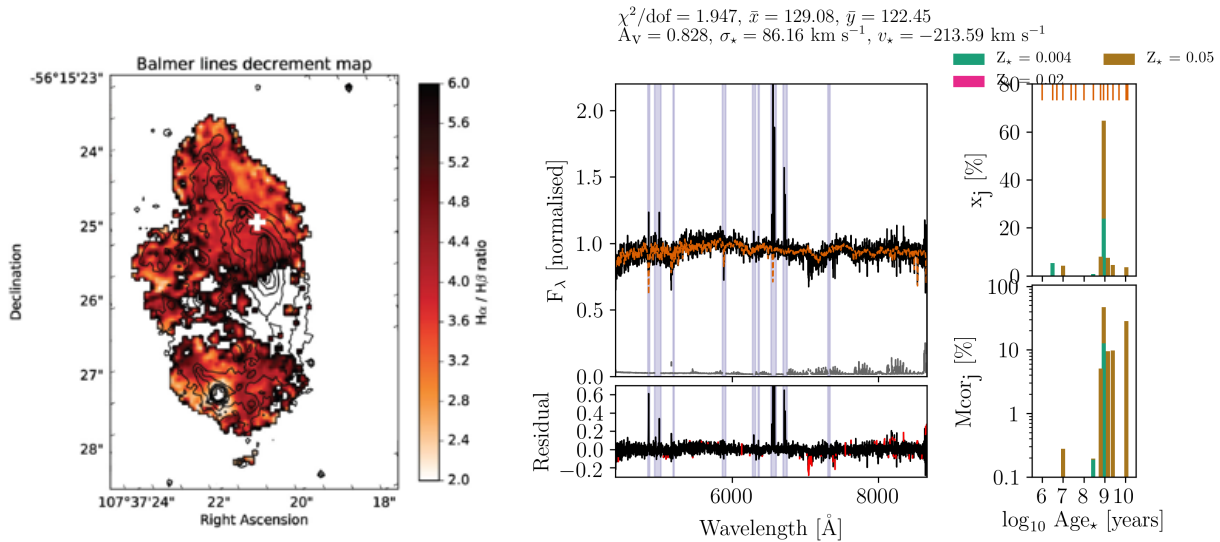 Balmer lines decrement map
-56°15'23"
24"
25"
26"
27"
28"
Declination
107°37'24" 22" 20" 18"
Right Ascension
6.0
5.6
5.2
4.8
4.4
4.0
3.6
3.2
2.8
2.4
2.0
Hα / Hβ ratio
χ²/dof = 1.947, x̄ = 129.08, ȳ = 122.45
A_V = 0.828, σ⋆ = 86.16 km s⁻¹, v⋆ = −213.59 km s⁻¹
Z⋆ = 0.004
Z⋆ = 0.05
Z⋆ = 0.02
F_λ [normalised]
2.0
1.5
1.0
0.5
0.0
Residual
0.6
0.4
0.2
0.0
−0.2
6000 8000
Wavelength [Å]
x_j [%]
80
60
40
20
0
Mcor_j [%]
100
10
1
0.1
6 7 8 9 10
log₁₀ Age⋆ [years]